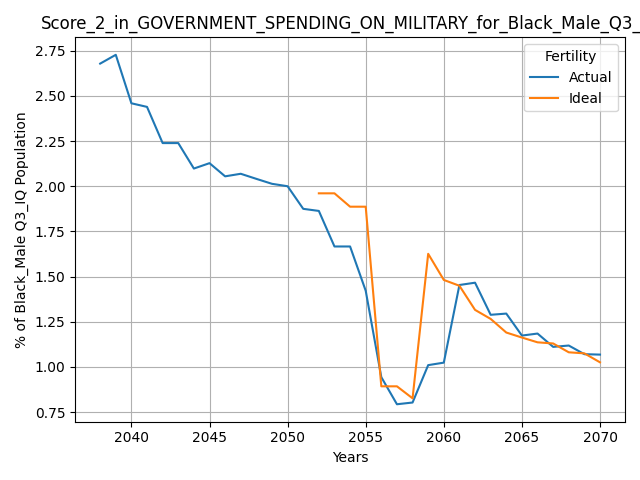 Score_2_in_GOVERNMENT_SPENDING_ON_MILITARY_for_Black_Male_Q3_
Fertility
Actual
Ideal
2.75
2.50
2.25
2.00
1.75
1.50
1.25
1.00
0.75
% of Black_Male Q3_IQ Population
2040
2045
2050
2055
2060
2065
2070
Years